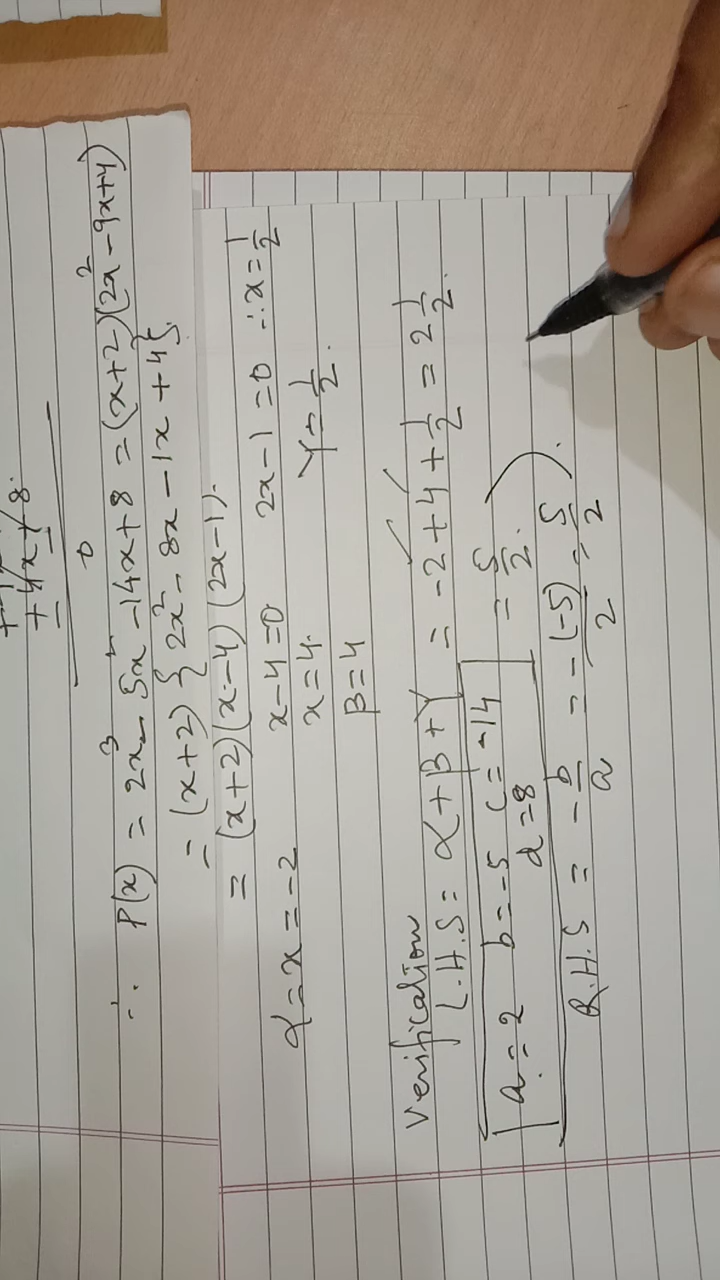 + 4x + 8
0
∴ P(x) = 2x³ - 5x² - 14x + 8 = (x+2)(2x² - 9x+4)
= (x+2) { 2x² - 8x - 1x + 4}.
= (x+2)(x-4)(2x-1).
α = x = -2 x-4=0 2x-1=0 ∴ x = 1/2
x=4. γ = 1/2.
β=4
Verification
L.H.S = α+β+γ = -2+4+1/2 = 2 1/2.
a = 2 b = -5 c = -14 = 5/2.
d = 8
R.H.S = -b/a = -(-5)/2 = 5/2.